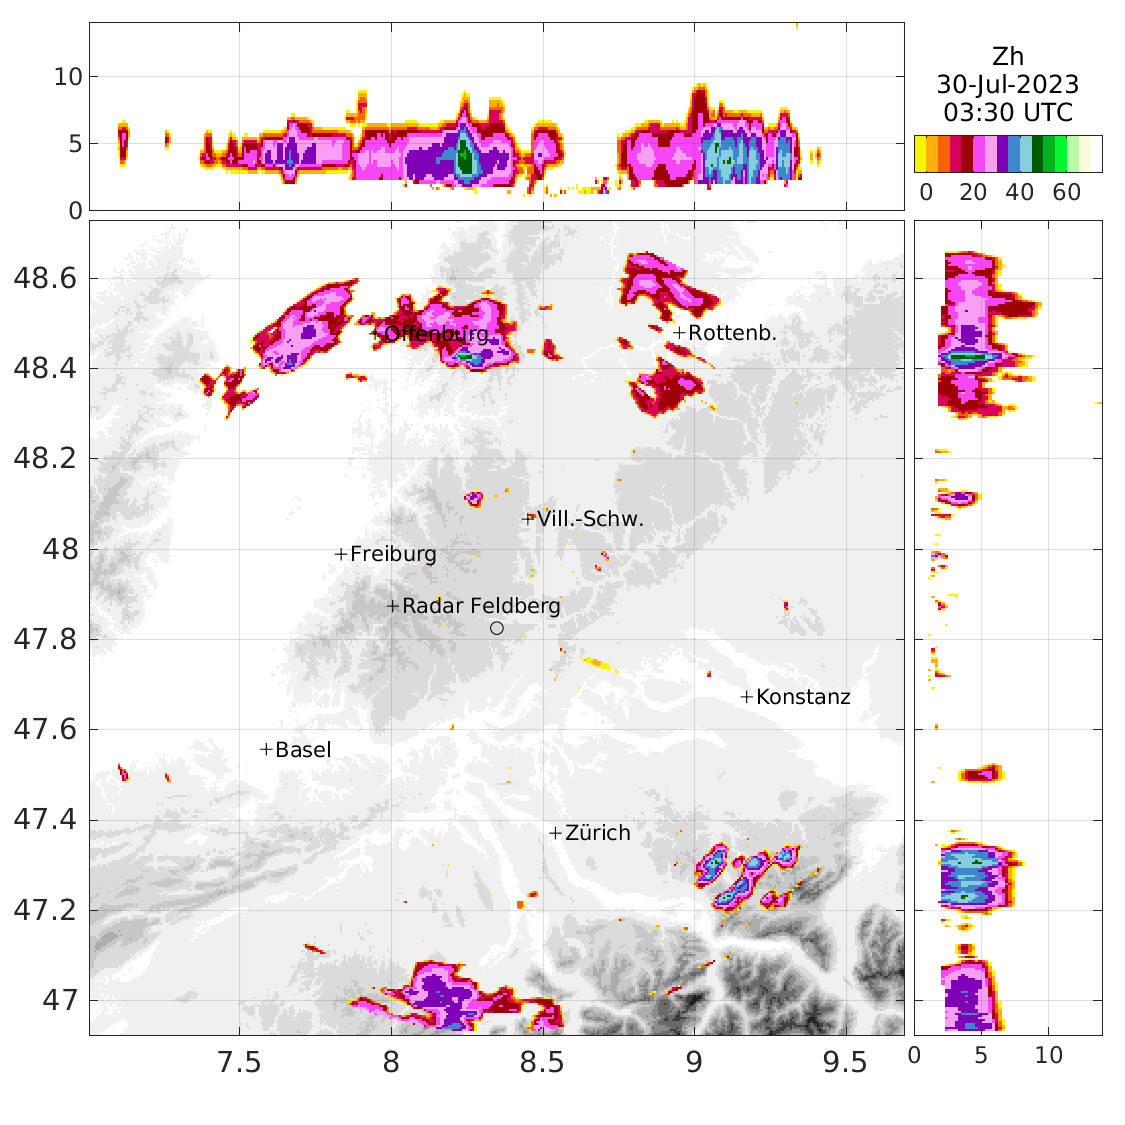 10
5
0
Zh
30-Jul-2023
03:30 UTC
0 20 40 60
48.6
48.4
48.2
48
47.8
47.6
47.4
47.2
47
Offenburg
Rottenb.
Vill.-Schw.
Freiburg
Radar Feldberg
Konstanz
Basel
Zürich
7.5 8 8.5 9 9.5
0 5 10